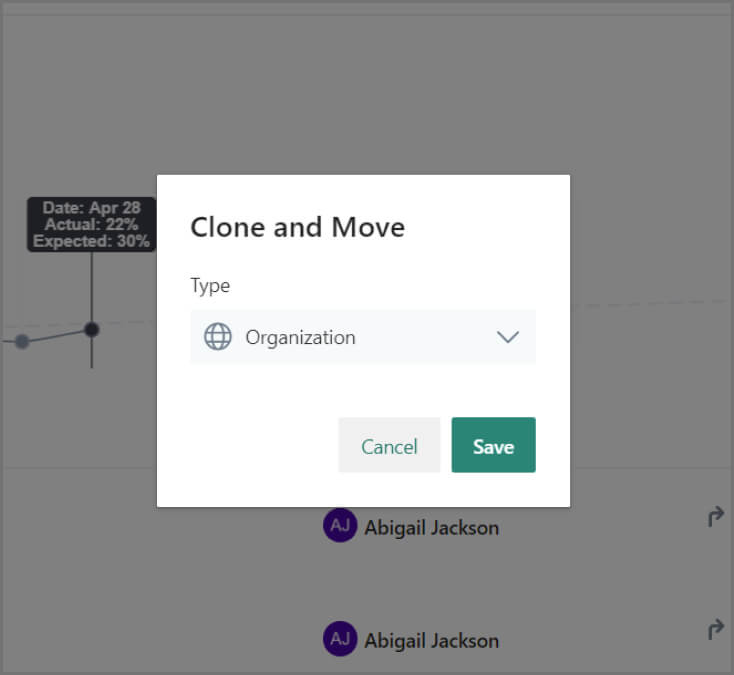 Date: Apr 28
Actual: 22%
Expected: 30%
Clone and Move
Type
Organization
Cancel
Save
AJ Abigail Jackson
AJ Abigail Jackson